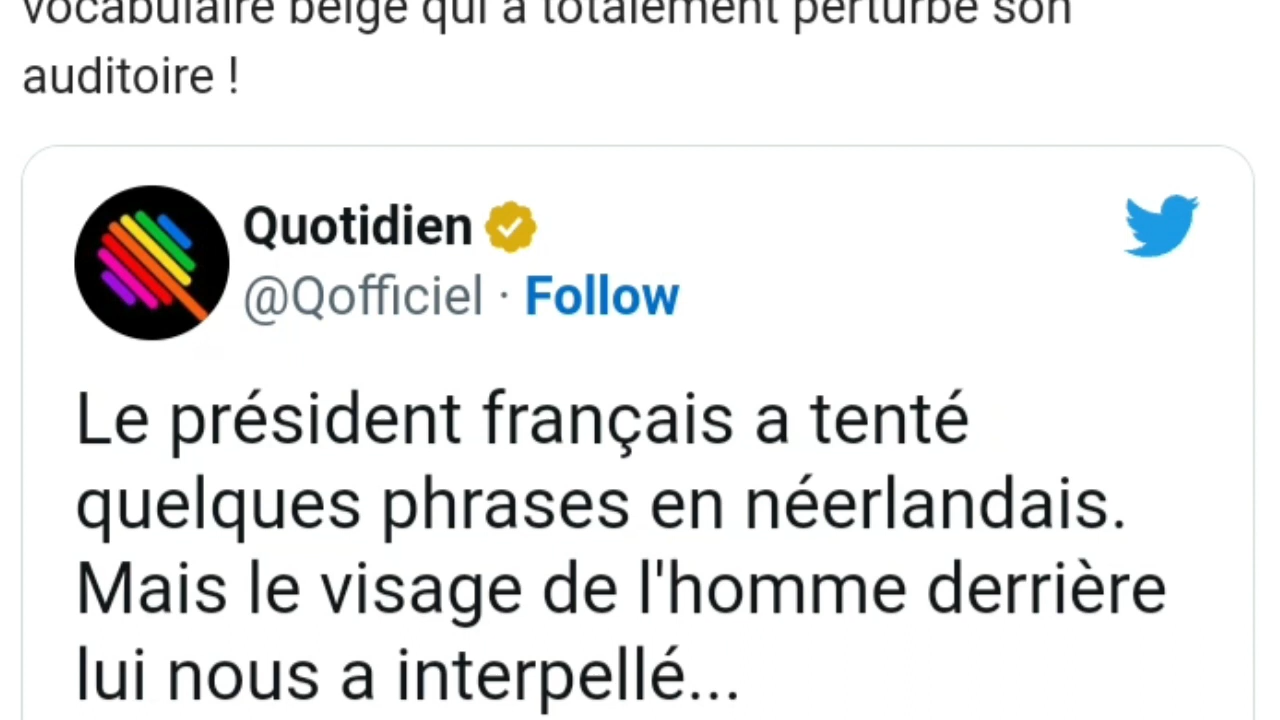 vocabulaire belge qui a totalement perturbé son
auditoire !
Quotidien
@Qofficiel · Follow
Le président français a tenté
quelques phrases en néerlandais.
Mais le visage de l'homme derrière
lui nous a interpellé...